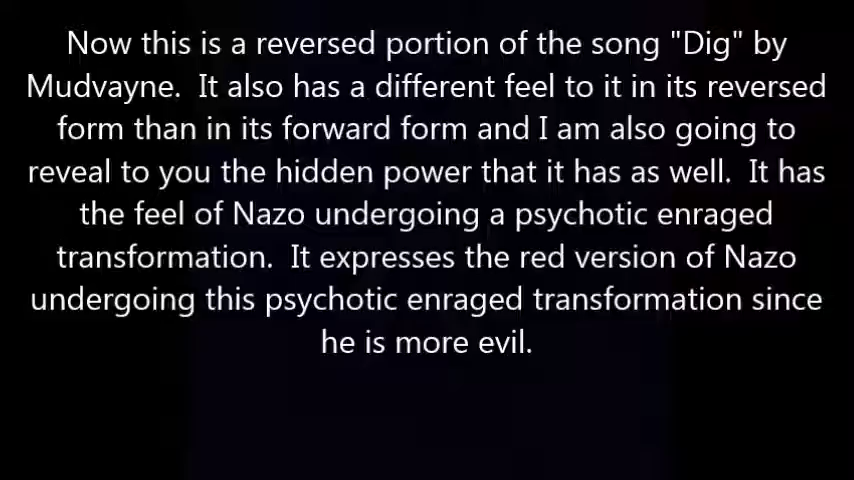 Now this is a reversed portion of the song "Dig" by
Mudvayne.  It also has a different feel to it in its reversed
form than in its forward form and I am also going to
reveal to you the hidden power that it has as well.  It has
the feel of Nazo undergoing a psychotic enraged
transformation.  It expresses the red version of Nazo
undergoing this psychotic enraged transformation since
he is more evil.